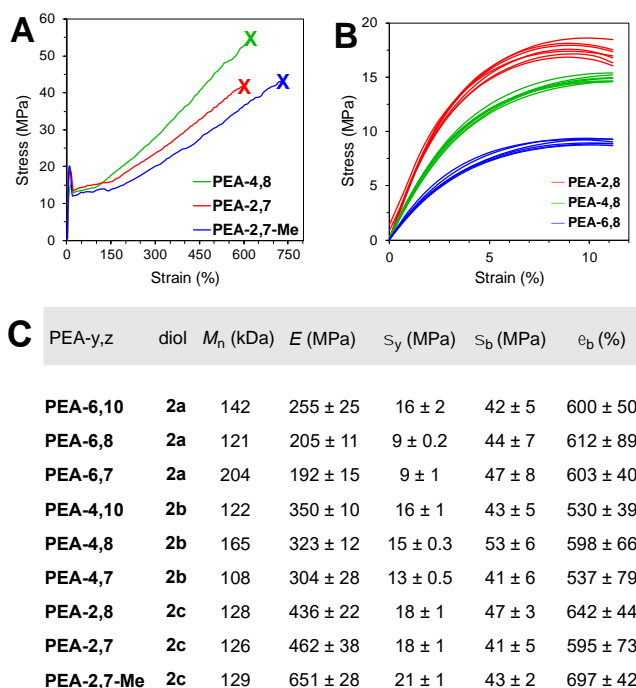 A
60
50
40
30
20
10
0
Stress (MPa)
0 150 300 450 600 750
Strain (%)
X
X
X
PEA-4,8
PEA-2,7
PEA-2,7-Me
B
20
15
10
5
0
Stress (MPa)
0 5 10
Strain (%)
PEA-2,8
PEA-4,8
PEA-6,8
C
PEA-y,z diol Mn (kDa) E (MPa) sy (MPa) sb (MPa) eb (%)
PEA-6,10 2a 142 255 ± 25 16 ± 2 42 ± 5 600 ± 50
PEA-6,8 2a 121 205 ± 11 9 ± 0.2 44 ± 7 612 ± 89
PEA-6,7 2a 204 192 ± 15 9 ± 1 47 ± 8 603 ± 40
PEA-4,10 2b 122 350 ± 10 16 ± 1 43 ± 5 530 ± 39
PEA-4,8 2b 165 323 ± 12 15 ± 0.3 53 ± 6 598 ± 66
PEA-4,7 2b 108 304 ± 28 13 ± 0.5 41 ± 6 537 ± 79
PEA-2,8 2c 128 436 ± 22 18 ± 1 47 ± 3 642 ± 44
PEA-2,7 2c 126 462 ± 38 18 ± 1 41 ± 5 595 ± 73
PEA-2,7-Me 2c 129 651 ± 28 21 ± 1 43 ± 2 697 ± 42